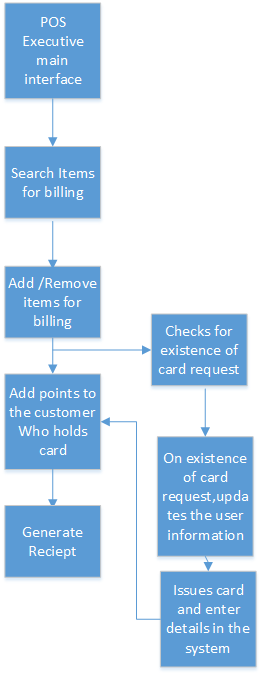 POS
Executive
main
interface
Search Items
for billing
Add /Remove
items for
billing
Checks for
existence of
card request
Add points to
the customer
Who holds
card
On existence
of card
request,upda
tes the user
information
Generate
Reciept
Issues card
and enter
details in the
system